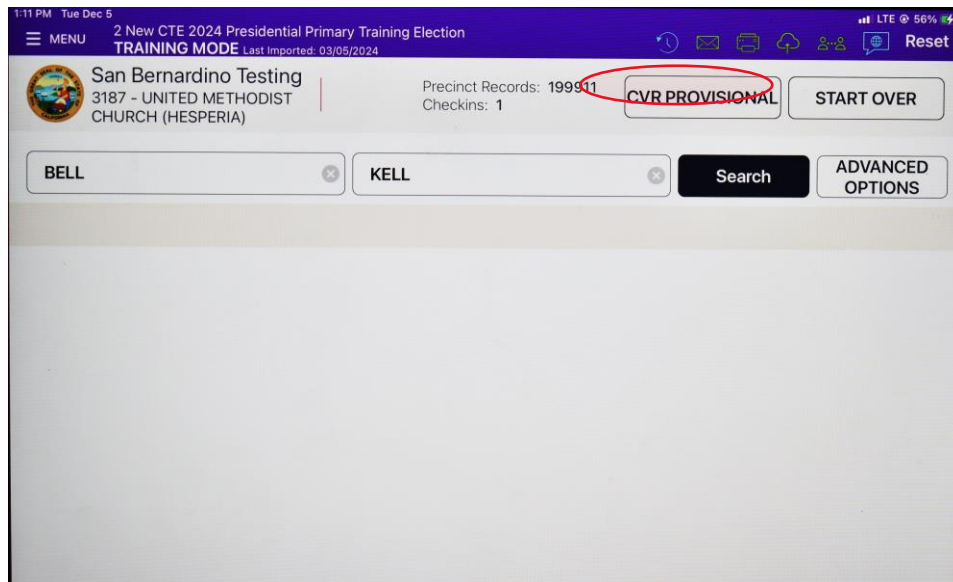 1:11 PM Tue Dec 5
LTE 56%
MENU
2 New CTE 2024 Presidential Primary Training Election
TRAINING MODE Last Imported: 03/05/2024
Reset
San Bernardino Testing
3187 - UNITED METHODIST
CHURCH (HESPERIA)
Precinct Records: 199911
Checkins: 1
CVR PROVISIONAL
START OVER
BELL
KELL
Search
ADVANCED
OPTIONS